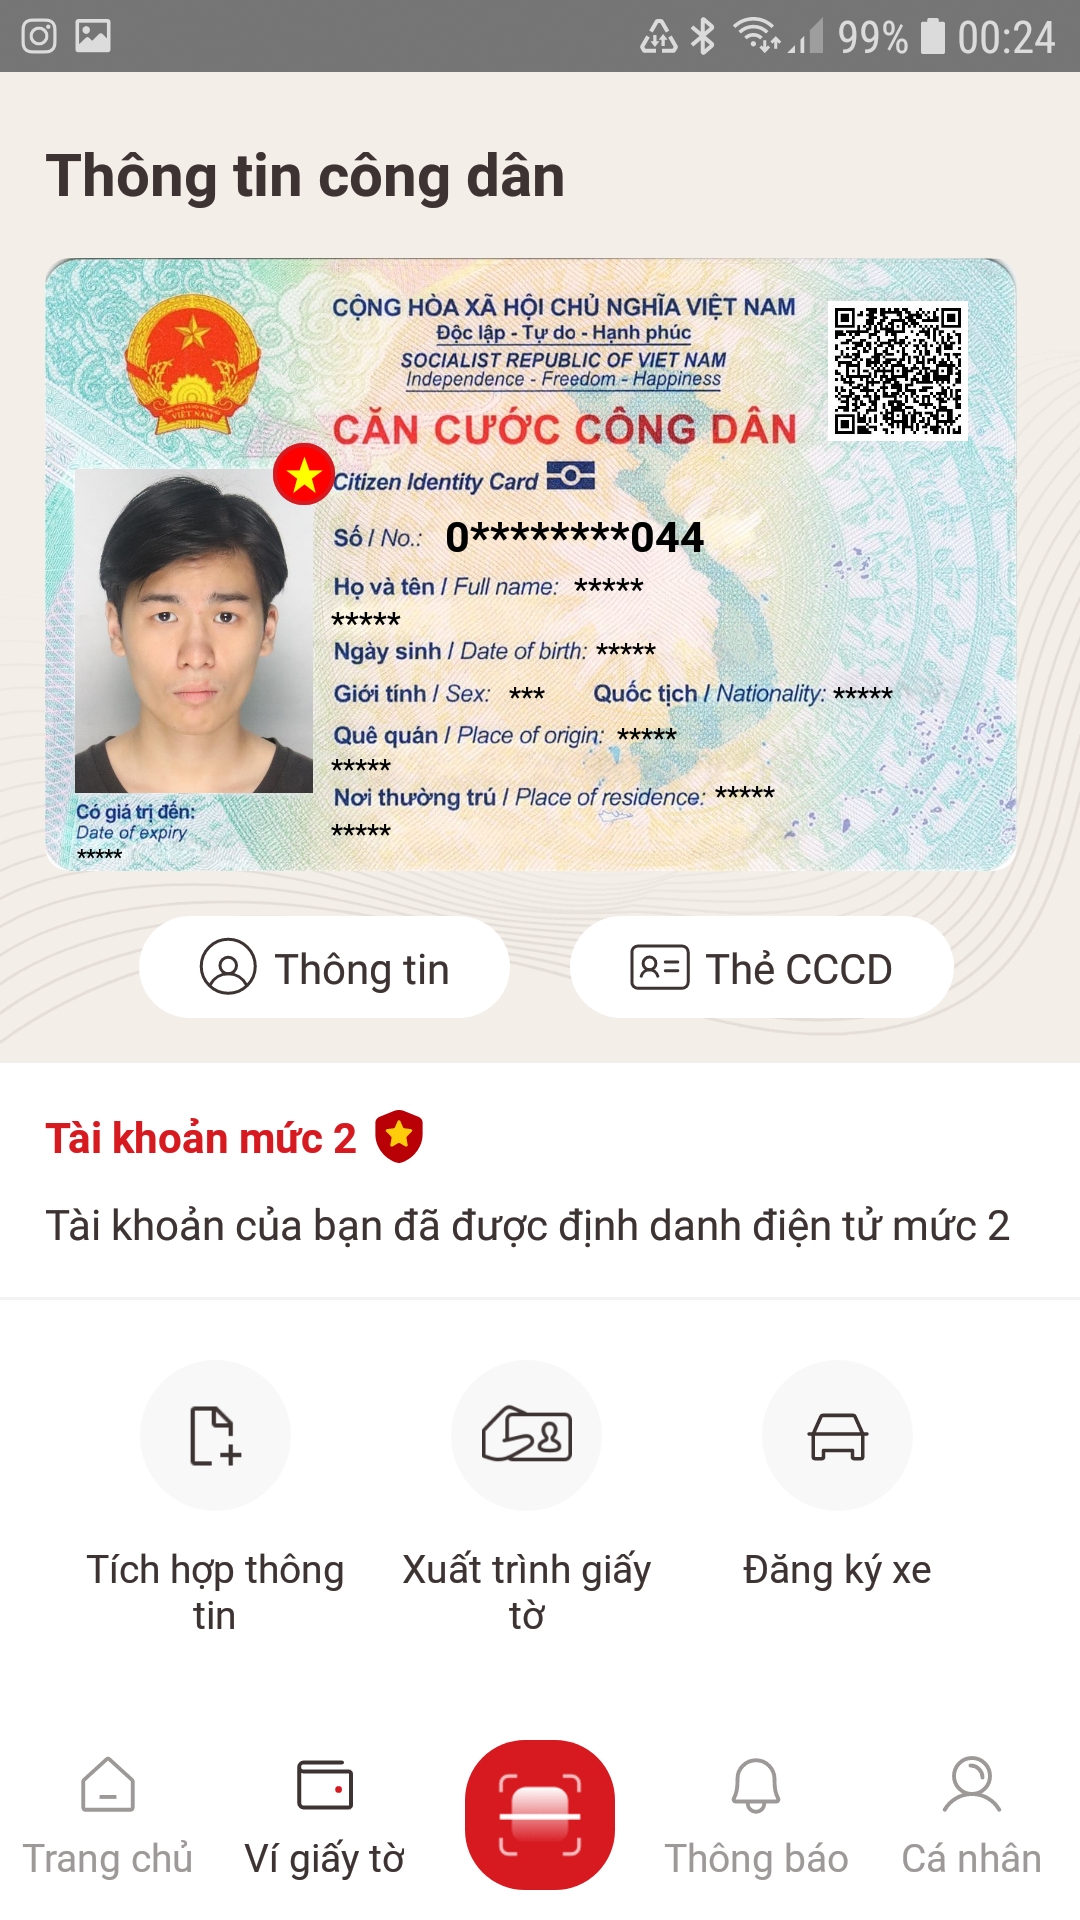 99% 00:24
Thông tin công dân
CỘNG HÒA XÃ HỘI CHỦ NGHĨA VIỆT NAM
Độc lập - Tự do - Hạnh phúc
SOCIALIST REPUBLIC OF VIET NAM
Independence - Freedom - Happiness
CĂN CƯỚC CÔNG DÂN
Citizen Identity Card
Số / No.: 0********044
Họ và tên / Full name: *****
*****
Ngày sinh / Date of birth: *****
Giới tính / Sex: *** Quốc tịch / Nationality: *****
Quê quán / Place of origin: *****
*****
Nơi thường trú / Place of residence: *****
*****
Có giá trị đến:
Date of expiry
*****
VIỆT NAM
Thông tin
Thẻ CCCD
Tài khoản mức 2
Tài khoản của bạn đã được định danh điện tử mức 2
Tích hợp thông
tin
Xuất trình giấy
tờ
Đăng ký xe
Trang chủ
Ví giấy tờ
Thông báo
Cá nhân